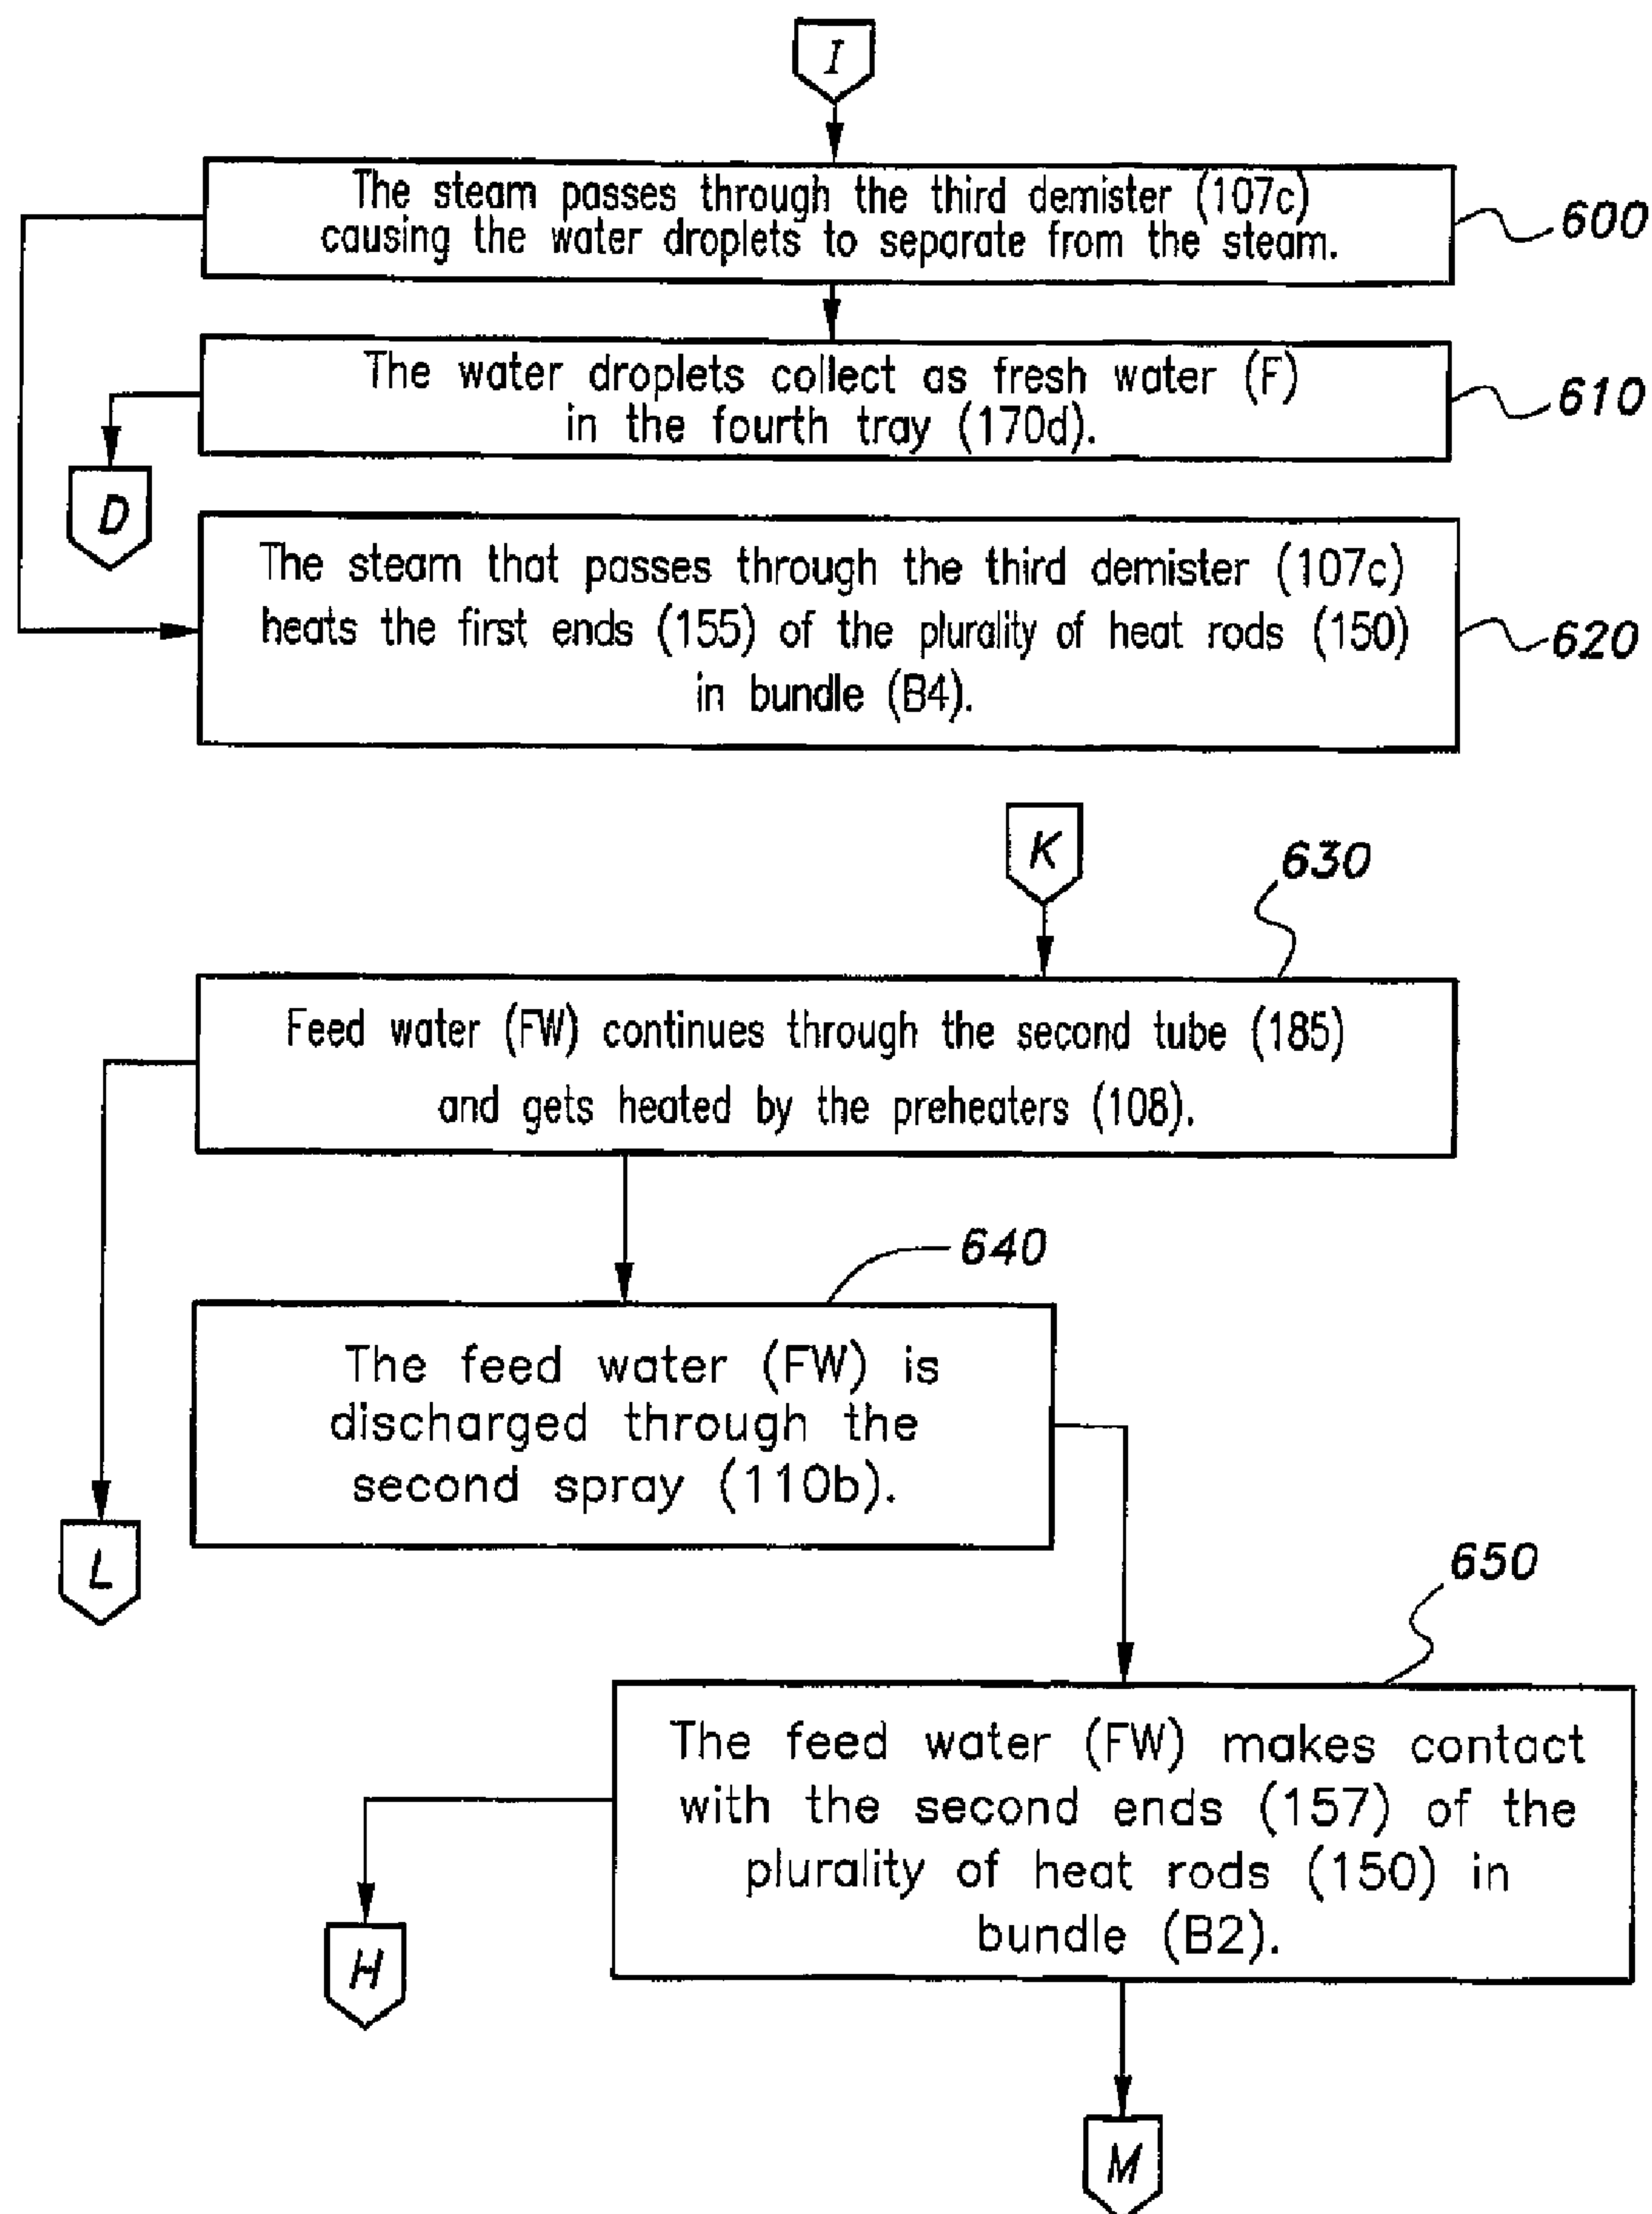 I
The steam passes through the third demister (107c)
causing the water droplets to separate from the steam.
600
The water droplets collect as fresh water (F)
in the fourth tray (170d).
610
D
The steam that passes through the third demister (107c)
heats the first ends (155) of the plurality of heat rods (150)
in bundle (B4).
620
K
630
Feed water (FW) continues through the second tube (185)
and gets heated by the preheaters (108).
640
The feed water (FW) is
discharged through the
second spray (110b).
L
650
The feed water (FW) makes contact
with the second ends (157) of the
plurality of heat rods (150) in
bundle (B2).
H
M